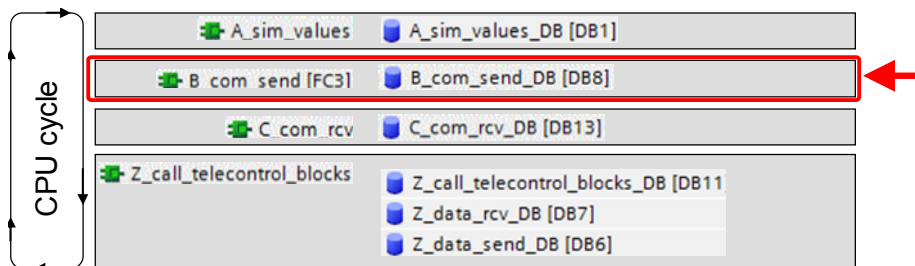 CPU cycle
A_sim_values A_sim_values_DB [DB1]
B_com_send [FC3] B_com_send_DB [DB8]
C_com_rcv C_com_rcv_DB [DB13]
Z_call_telecontrol_blocks Z_call_telecontrol_blocks_DB [DB11
Z_data_rcv_DB [DB7]
Z_data_send_DB [DB6]